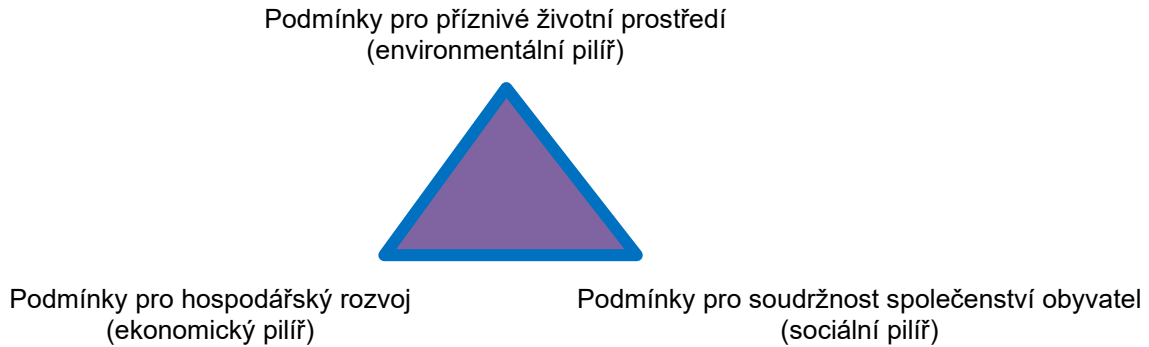 Podmínky pro příznivé životní prostředí
(environmentální pilíř)
Podmínky pro hospodářský rozvoj
(ekonomický pilíř)
Podmínky pro soudržnost společenství obyvatel
(sociální pilíř)